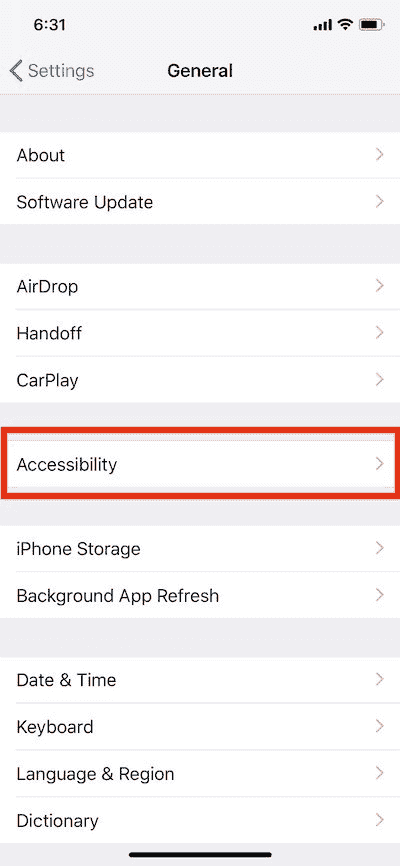 6:31
Settings
General
About
Software Update
AirDrop
Handoff
CarPlay
Accessibility
iPhone Storage
Background App Refresh
Date & Time
Keyboard
Language & Region
Dictionary